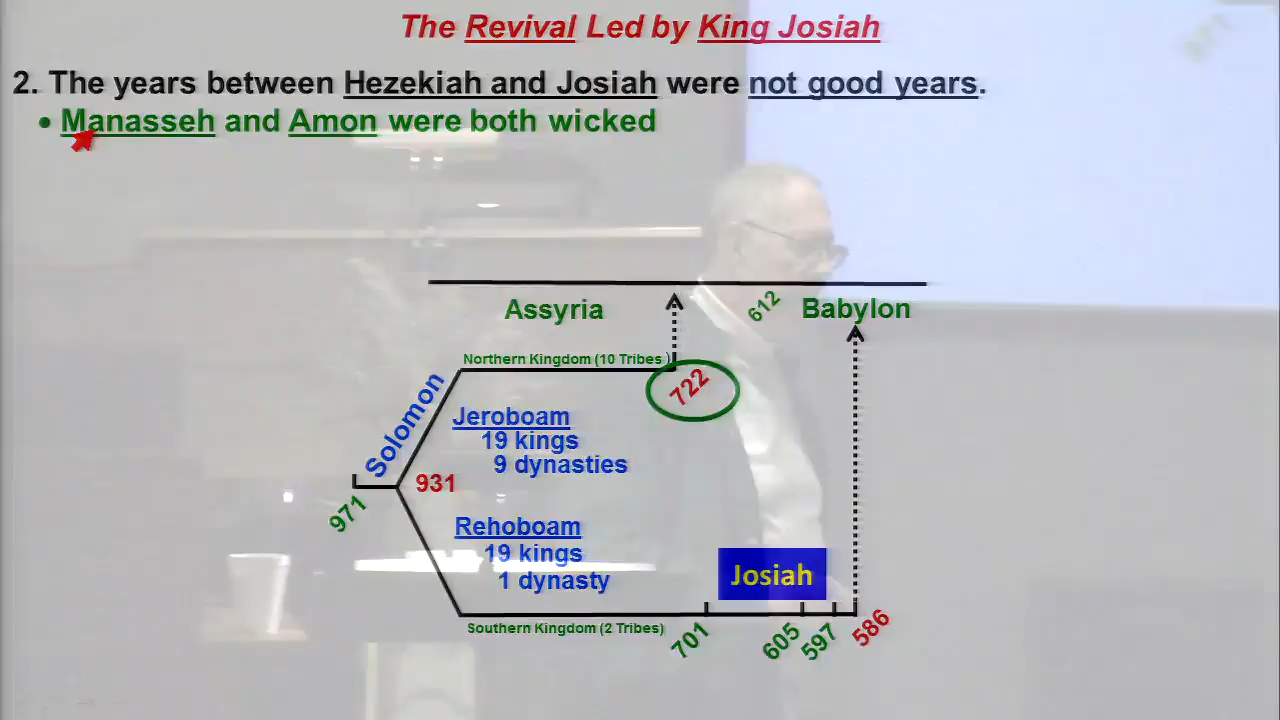 The Revival Led by King Josiah
2. The years between Hezekiah and Josiah were not good years.
• Manasseh and Amon were both wicked
Assyria
612
Babylon
Northern Kingdom (10 Tribes)
722
Solomon
Jeroboam
19 kings
9 dynasties
931
971
Rehoboam
19 kings
1 dynasty
Josiah
Southern Kingdom (2 Tribes)
701
605
597
586
971